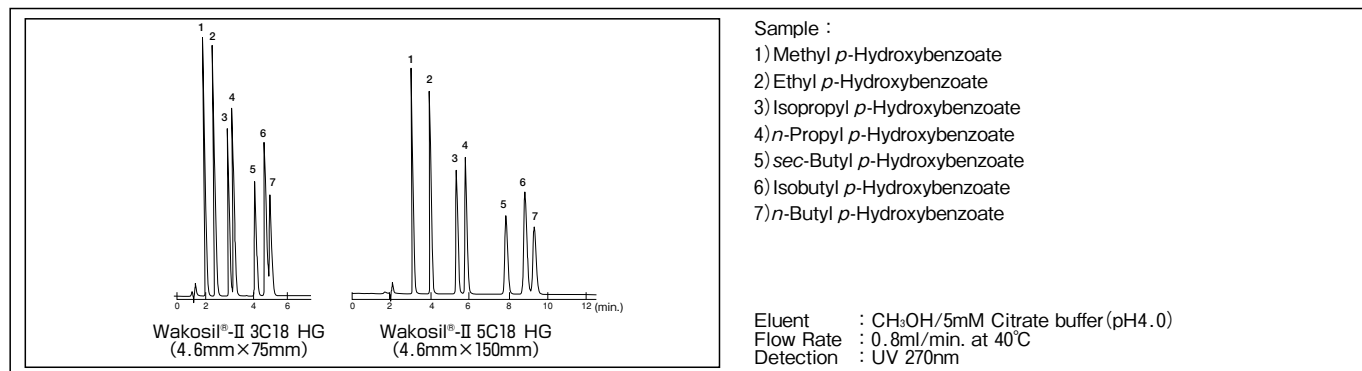 1
2
3
4
5
6
7
0 2 4 6
Wakosil®-II 3C18 HG
(4.6mm×75mm)
1
2
3
4
5
6
7
0 2 4 6 8 10 12 (min.)
Wakosil®-II 5C18 HG
(4.6mm×150mm)
Sample :
1)Methyl p-Hydroxybenzoate
2)Ethyl p-Hydroxybenzoate
3)Isopropyl p-Hydroxybenzoate
4)n-Propyl p-Hydroxybenzoate
5)sec-Butyl p-Hydroxybenzoate
6)Isobutyl p-Hydroxybenzoate
7)n-Butyl p-Hydroxybenzoate
Eluent : CH₃OH/5mM Citrate buffer(pH4.0)
Flow Rate : 0.8ml/min. at 40℃
Detection : UV 270nm